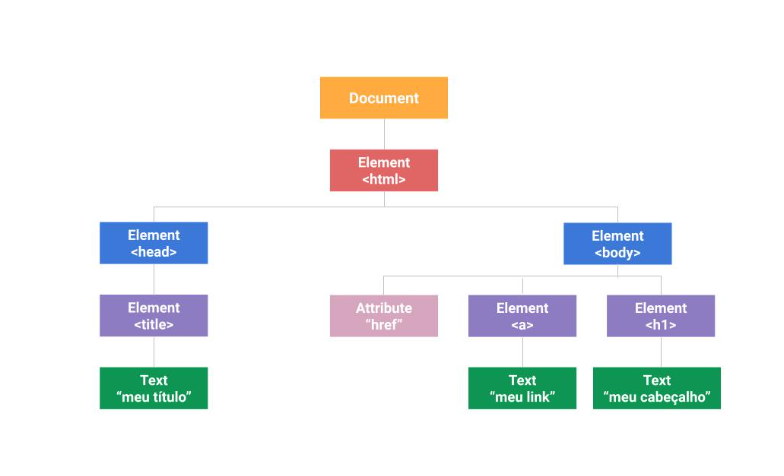 Document
Element
<html>
Element
<head>
Element
<body>
Element
<title>
Attribute
“href”
Element
<a>
Element
<h1>
Text
“meu título”
Text
“meu link”
Text
“meu cabeçalho”